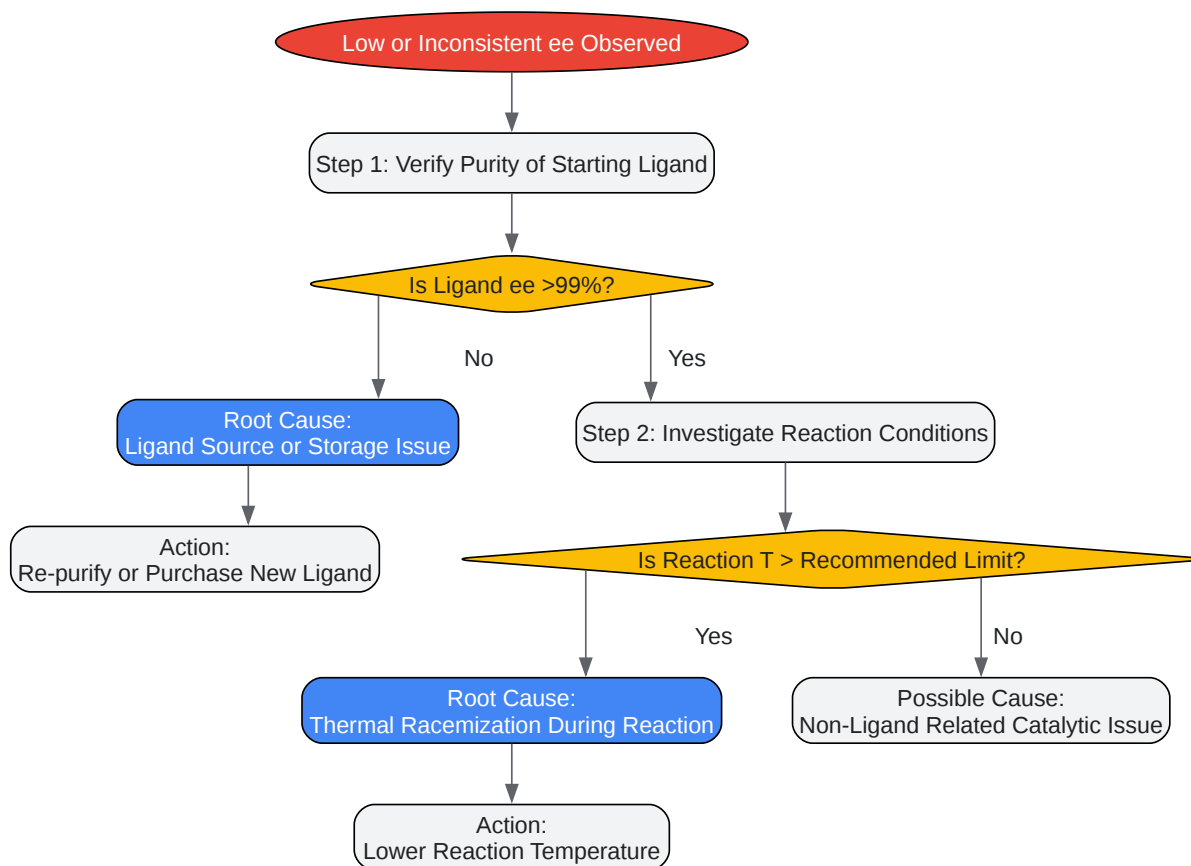 Low or Inconsistent ee Observed
Step 1: Verify Purity of Starting Ligand
Is Ligand ee >99%?
No
Yes
Root Cause:
Ligand Source or Storage Issue
Step 2: Investigate Reaction Conditions
Action:
Re-purify or Purchase New Ligand
Is Reaction T > Recommended Limit?
Yes
No
Root Cause:
Thermal Racemization During Reaction
Possible Cause:
Non-Ligand Related Catalytic Issue
Action:
Lower Reaction Temperature